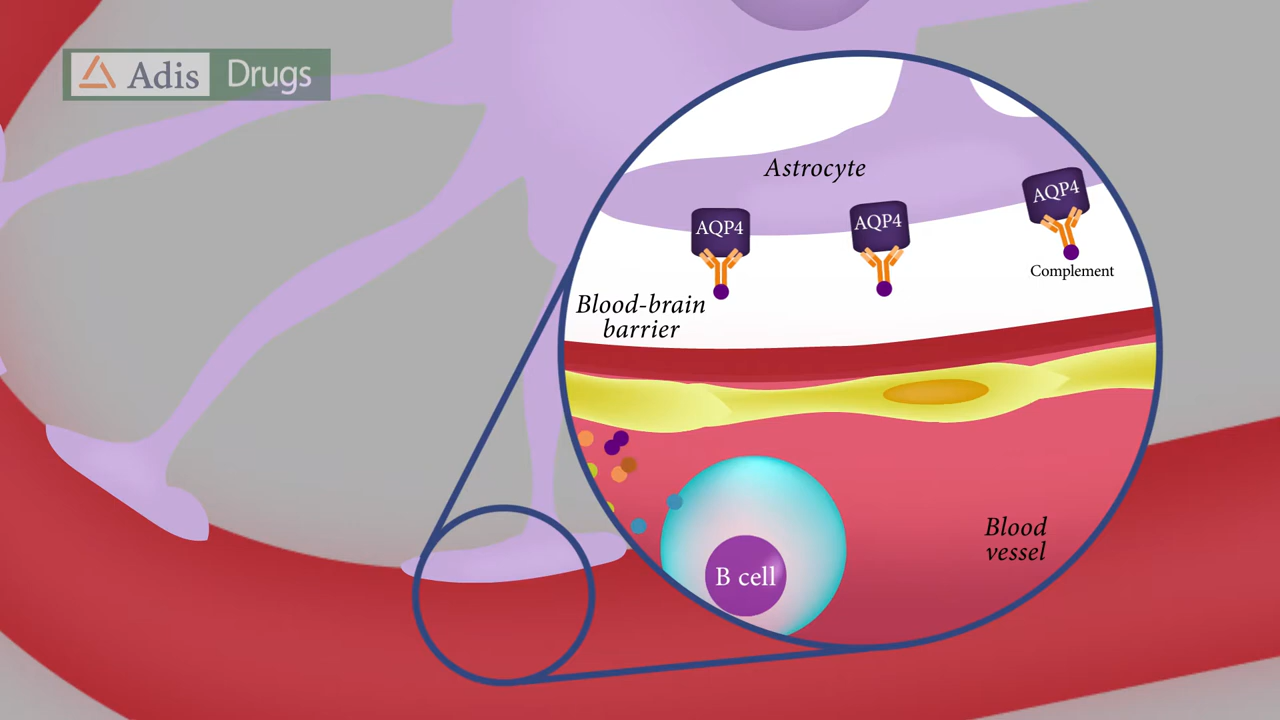 Adis Drugs
Astrocyte
AQP4
AQP4
AQP4
Complement
Blood-brain
barrier
Blood
vessel
B cell